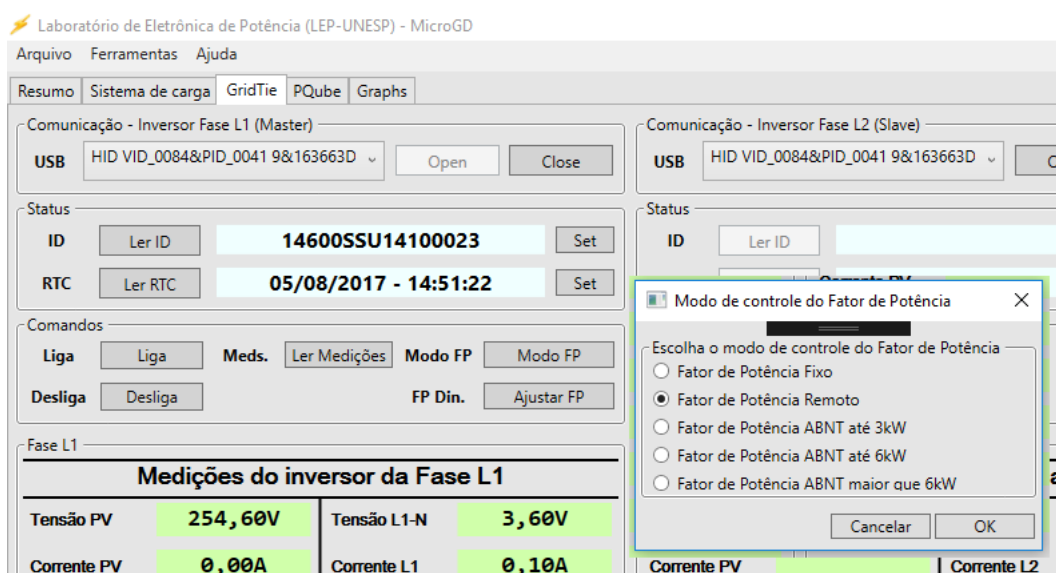 Laboratório de Eletrônica de Potência (LEP-UNESP) - MicroGD
Arquivo Ferramentas Ajuda
Resumo Sistema de carga GridTie PQube Graphs
Comunicação - Inversor Fase L1 (Master)
USB HID VID_0084&PID_0041 9&163663D Open Close
Status
ID Ler ID 14600SSU14100023 Set
RTC Ler RTC 05/08/2017 - 14:51:22 Set
Comandos
Liga Liga Meds. Ler Medições Modo FP Modo FP
Desliga Desliga FP Din. Ajustar FP
Fase L1
Medições do inversor da Fase L1
Tensão PV 254,60V Tensão L1-N 3,60V
Corrente PV 0,00A Corrente L1 0,10A
Comunicação - Inversor Fase L2 (Slave)
USB HID VID_0084&PID_0041 9&163663D
Status
ID Ler ID
Corrente PV
Modo de controle do Fator de Potência
Escolha o modo de controle do Fator de Potência
Fator de Potência Fixo
Fator de Potência Remoto
Fator de Potência ABNT até 3kW
Fator de Potência ABNT até 6kW
Fator de Potência ABNT maior que 6kW
Cancelar OK
Corrente PV Corrente L2